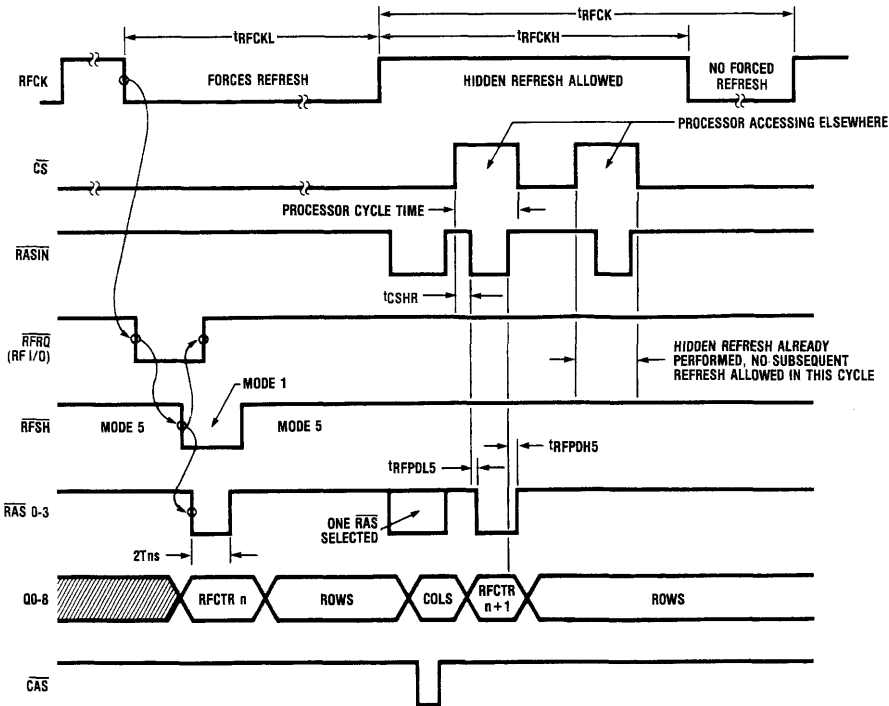 tRFCK
tRFCKL
tRFCKH
RFCK
FORCES REFRESH
HIDDEN REFRESH ALLOWED
NO FORCED
REFRESH
PROCESSOR ACCESSING ELSEWHERE
CS
PROCESSOR CYCLE TIME
RASIN
tCSHR
RFRQ
(RF I/O)
HIDDEN REFRESH ALREADY
PERFORMED, NO SUBSEQUENT
REFRESH ALLOWED IN THIS CYCLE
MODE 1
RFSH
MODE 5
MODE 5
tRFPDH5
tRFPDL5
RAS 0-3
ONE RAS
SELECTED
2Tns
Q0-8
RFCTR n
ROWS
COLS
RFCTR
n+1
ROWS
CAS